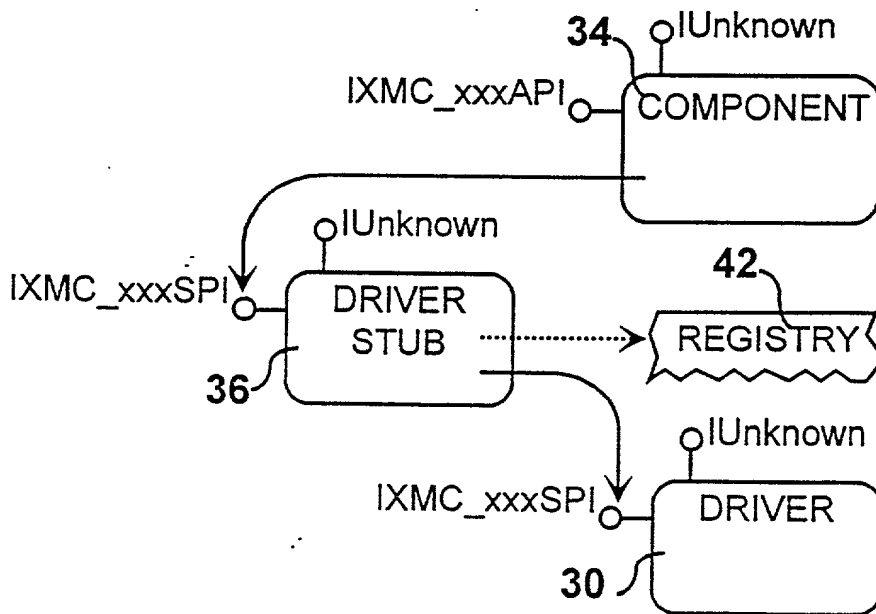 34
IUnknown
IXMC_xxxAPI
COMPONENT
IUnknown
IXMC_xxxSPI
DRIVER
STUB
42
REGISTRY
36
IUnknown
IXMC_xxxSPI
DRIVER
30